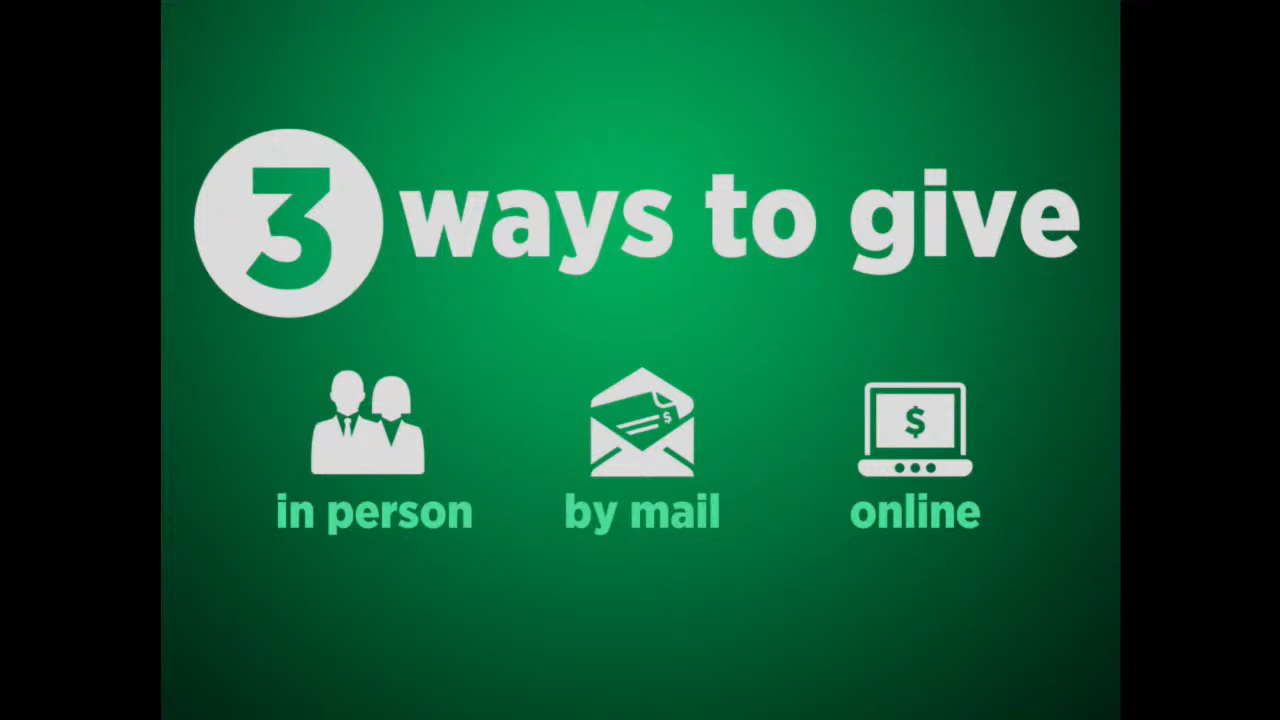 3 ways to give
$
$
in person
by mail
online